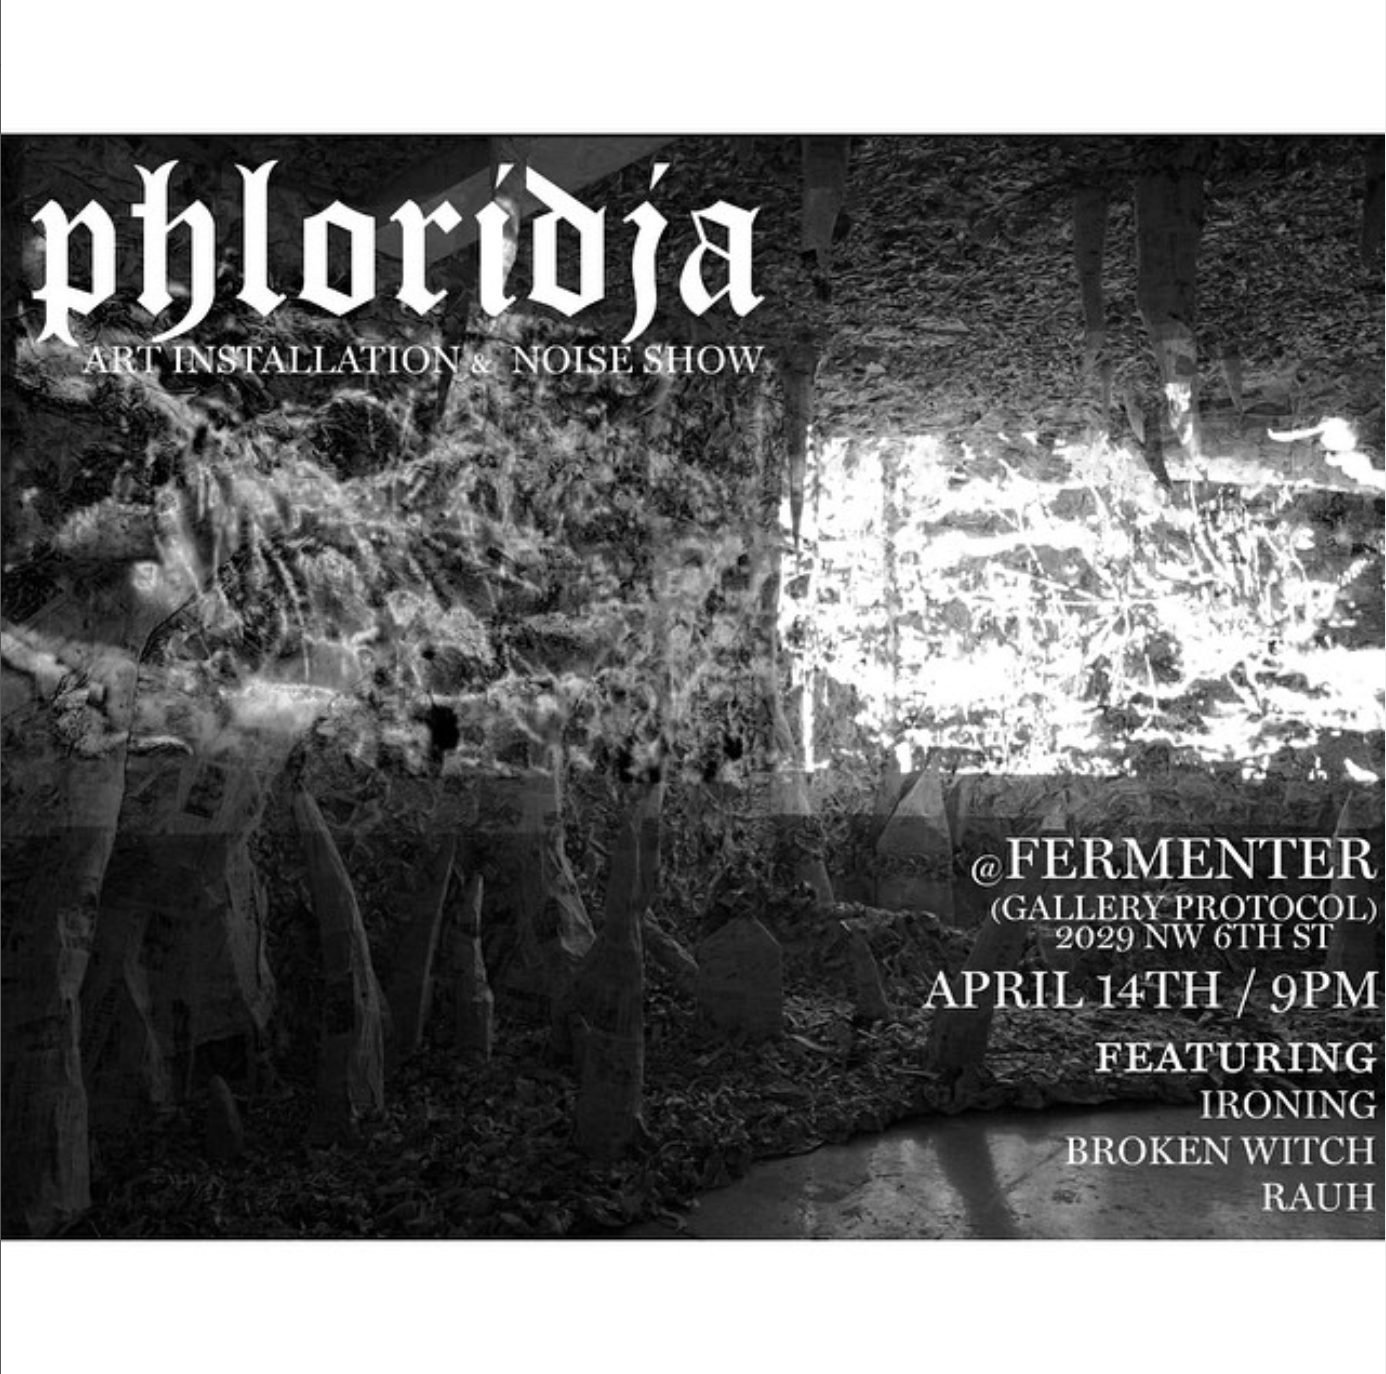 phloridja
ART INSTALLATION & NOISE SHOW
@FERMENTER
(GALLERY PROTOCOL)
2029 NW 6TH ST
APRIL 14TH / 9PM
FEATURING
IRONING
BROKEN WITCH
RAUH